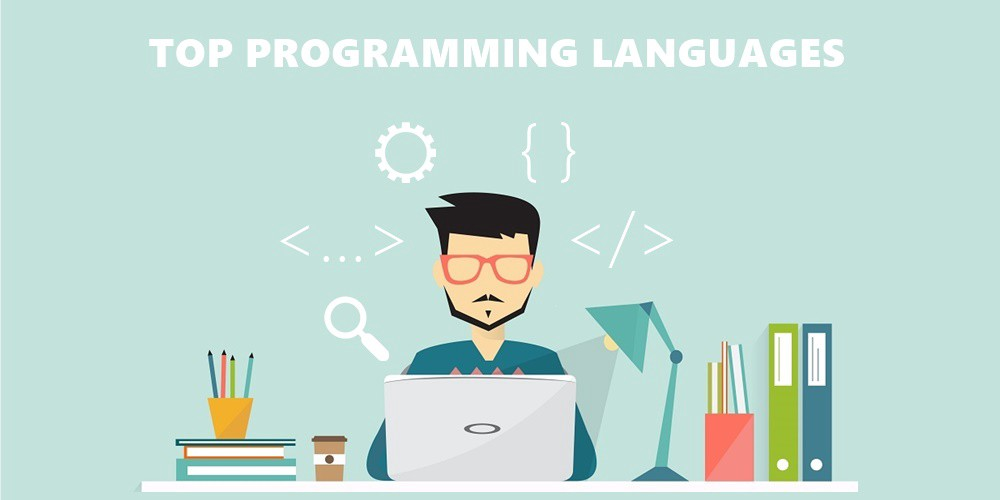 TOP PROGRAMMING LANGUAGES
{ }
<...>
</>